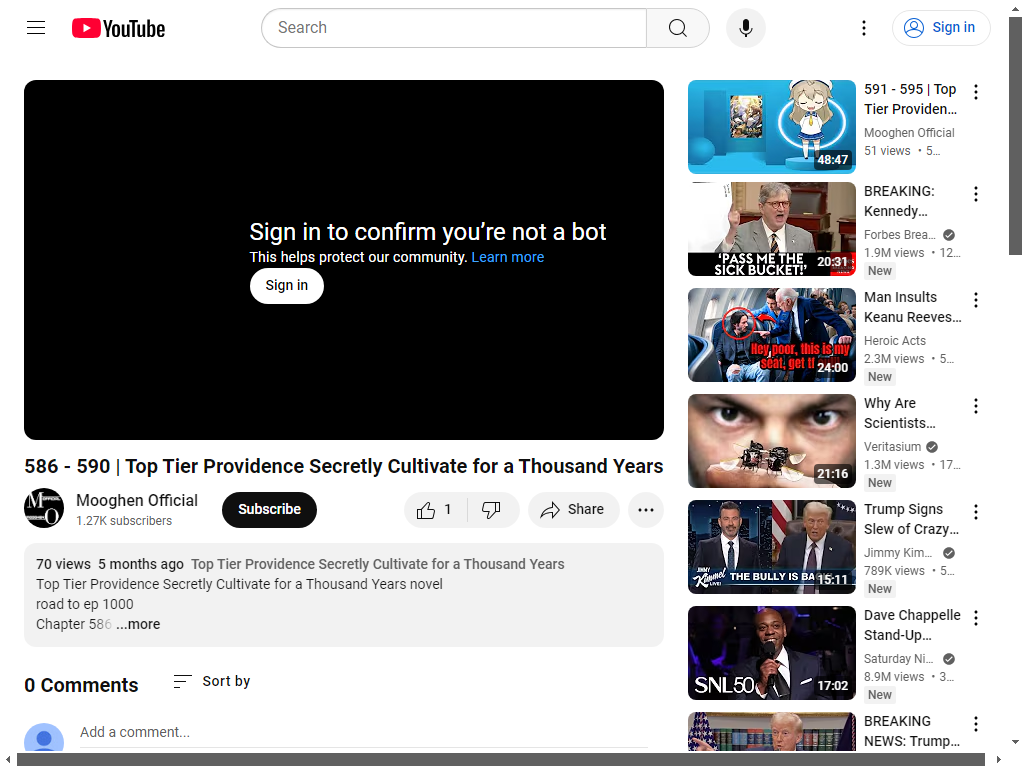 YouTube
Search
Sign in
Sign in to confirm you’re not a bot
This helps protect our community. Learn more
Sign in
586 - 590 | Top Tier Providence Secretly Cultivate for a Thousand Years
Mooghen Official
1.27K subscribers
Subscribe
1
Share
70 views 5 months ago Top Tier Providence Secretly Cultivate for a Thousand Years
Top Tier Providence Secretly Cultivate for a Thousand Years novel
road to ep 1000
Chapter 586 ...more
0 Comments
Sort by
Add a comment...
48:47
591 - 595 | Top
Tier Providen...
Mooghen Official
51 views • 5...
'PASS ME THE
SICK BUCKET!'
20:31
BREAKING:
Kennedy...
Forbes Brea...
1.9M views • 12...
New
Hey poor, this is my
seat, get
24:00
Man Insults
Keanu Reeves...
Heroic Acts
2.3M views • 5...
New
21:16
Why Are
Scientists...
Veritasium
1.3M views • 17...
New
JIMMY
Kimmel
LIVE!
THE BULLY IS BA
15:11
Trump Signs
Slew of Crazy...
Jimmy Kim...
789K views • 5...
New
SNL50
17:02
Dave Chappelle
Stand-Up...
Saturday Ni...
8.9M views • 3...
New
BREAKING
NEWS: Trump...